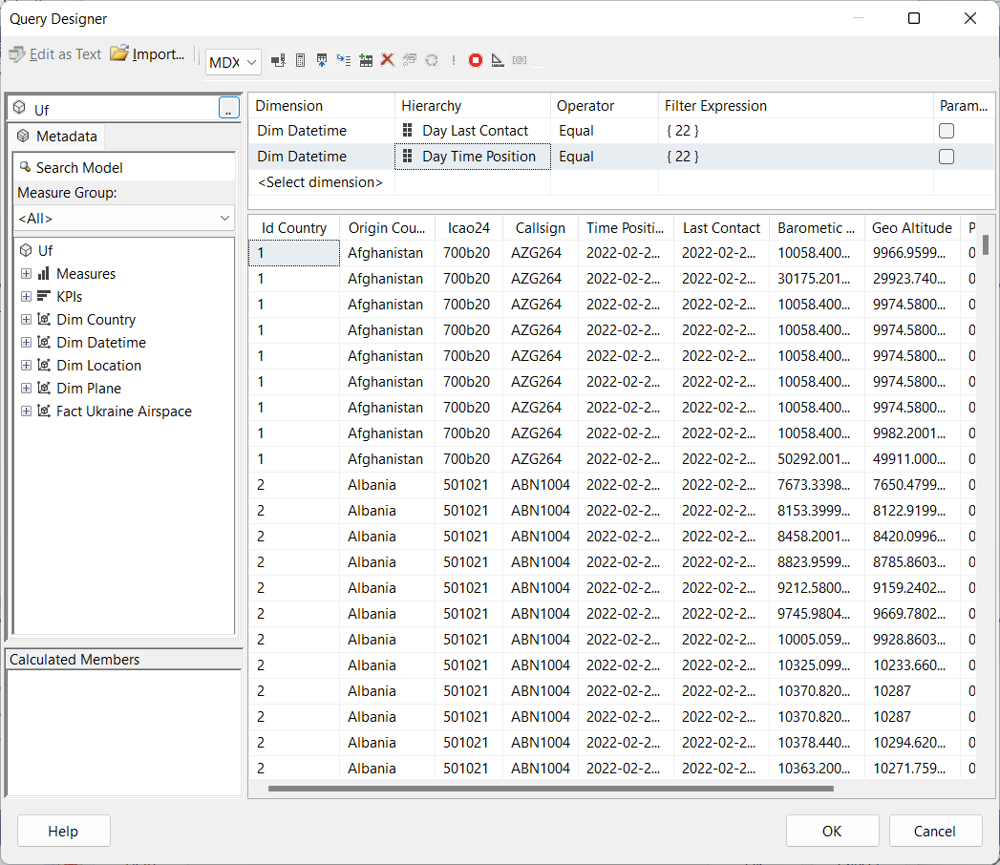 Query Designer
Edit as Text Import... MDX !
Uf ..
Metadata
Search Model
Measure Group:
<All>
Uf
Measures
KPIs
Dim Country
Dim Datetime
Dim Location
Dim Plane
Fact Ukraine Airspace
Calculated Members
Dimension Hierarchy Operator Filter Expression Param...
Dim Datetime Day Last Contact Equal { 22 }
Dim Datetime Day Time Position Equal { 22 }
<Select dimension>
Id Country Origin Cou... Icao24 Callsign Time Positi... Last Contact Barometic ... Geo Altitude P
1 Afghanistan 700b20 AZG264 2022-02-2... 2022-02-2... 10058.400... 9966.9599... 0
1 Afghanistan 700b20 AZG264 2022-02-2... 2022-02-2... 30175.201... 29923.740... 0
1 Afghanistan 700b20 AZG264 2022-02-2... 2022-02-2... 10058.400... 9974.5800... 0
1 Afghanistan 700b20 AZG264 2022-02-2... 2022-02-2... 10058.400... 9974.5800... 0
1 Afghanistan 700b20 AZG264 2022-02-2... 2022-02-2... 10058.400... 9974.5800... 0
1 Afghanistan 700b20 AZG264 2022-02-2... 2022-02-2... 10058.400... 9974.5800... 0
1 Afghanistan 700b20 AZG264 2022-02-2... 2022-02-2... 10058.400... 9974.5800... 0
1 Afghanistan 700b20 AZG264 2022-02-2... 2022-02-2... 10058.400... 9982.2001... 0
1 Afghanistan 700b20 AZG264 2022-02-2... 2022-02-2... 50292.001... 49911.000... 0
2 Albania 501021 ABN1004 2022-02-2... 2022-02-2... 7673.3398... 7650.4799... 0
2 Albania 501021 ABN1004 2022-02-2... 2022-02-2... 8153.3999... 8122.9199... 0
2 Albania 501021 ABN1004 2022-02-2... 2022-02-2... 8458.2001... 8420.0996... 0
2 Albania 501021 ABN1004 2022-02-2... 2022-02-2... 8823.9599... 8785.8603... 0
2 Albania 501021 ABN1004 2022-02-2... 2022-02-2... 9212.5800... 9159.2402... 0
2 Albania 501021 ABN1004 2022-02-2... 2022-02-2... 9745.9804... 9669.7802... 0
2 Albania 501021 ABN1004 2022-02-2... 2022-02-2... 10005.059... 9928.8603... 0
2 Albania 501021 ABN1004 2022-02-2... 2022-02-2... 10325.099... 10233.660... 0
2 Albania 501021 ABN1004 2022-02-2... 2022-02-2... 10370.820... 10287 0
2 Albania 501021 ABN1004 2022-02-2... 2022-02-2... 10370.820... 10287 0
2 Albania 501021 ABN1004 2022-02-2... 2022-02-2... 10378.440... 10294.620... 0
2 Albania 501021 ABN1004 2022-02-2... 2022-02-2... 10363.200... 10271.759... 0
Help OK Cancel